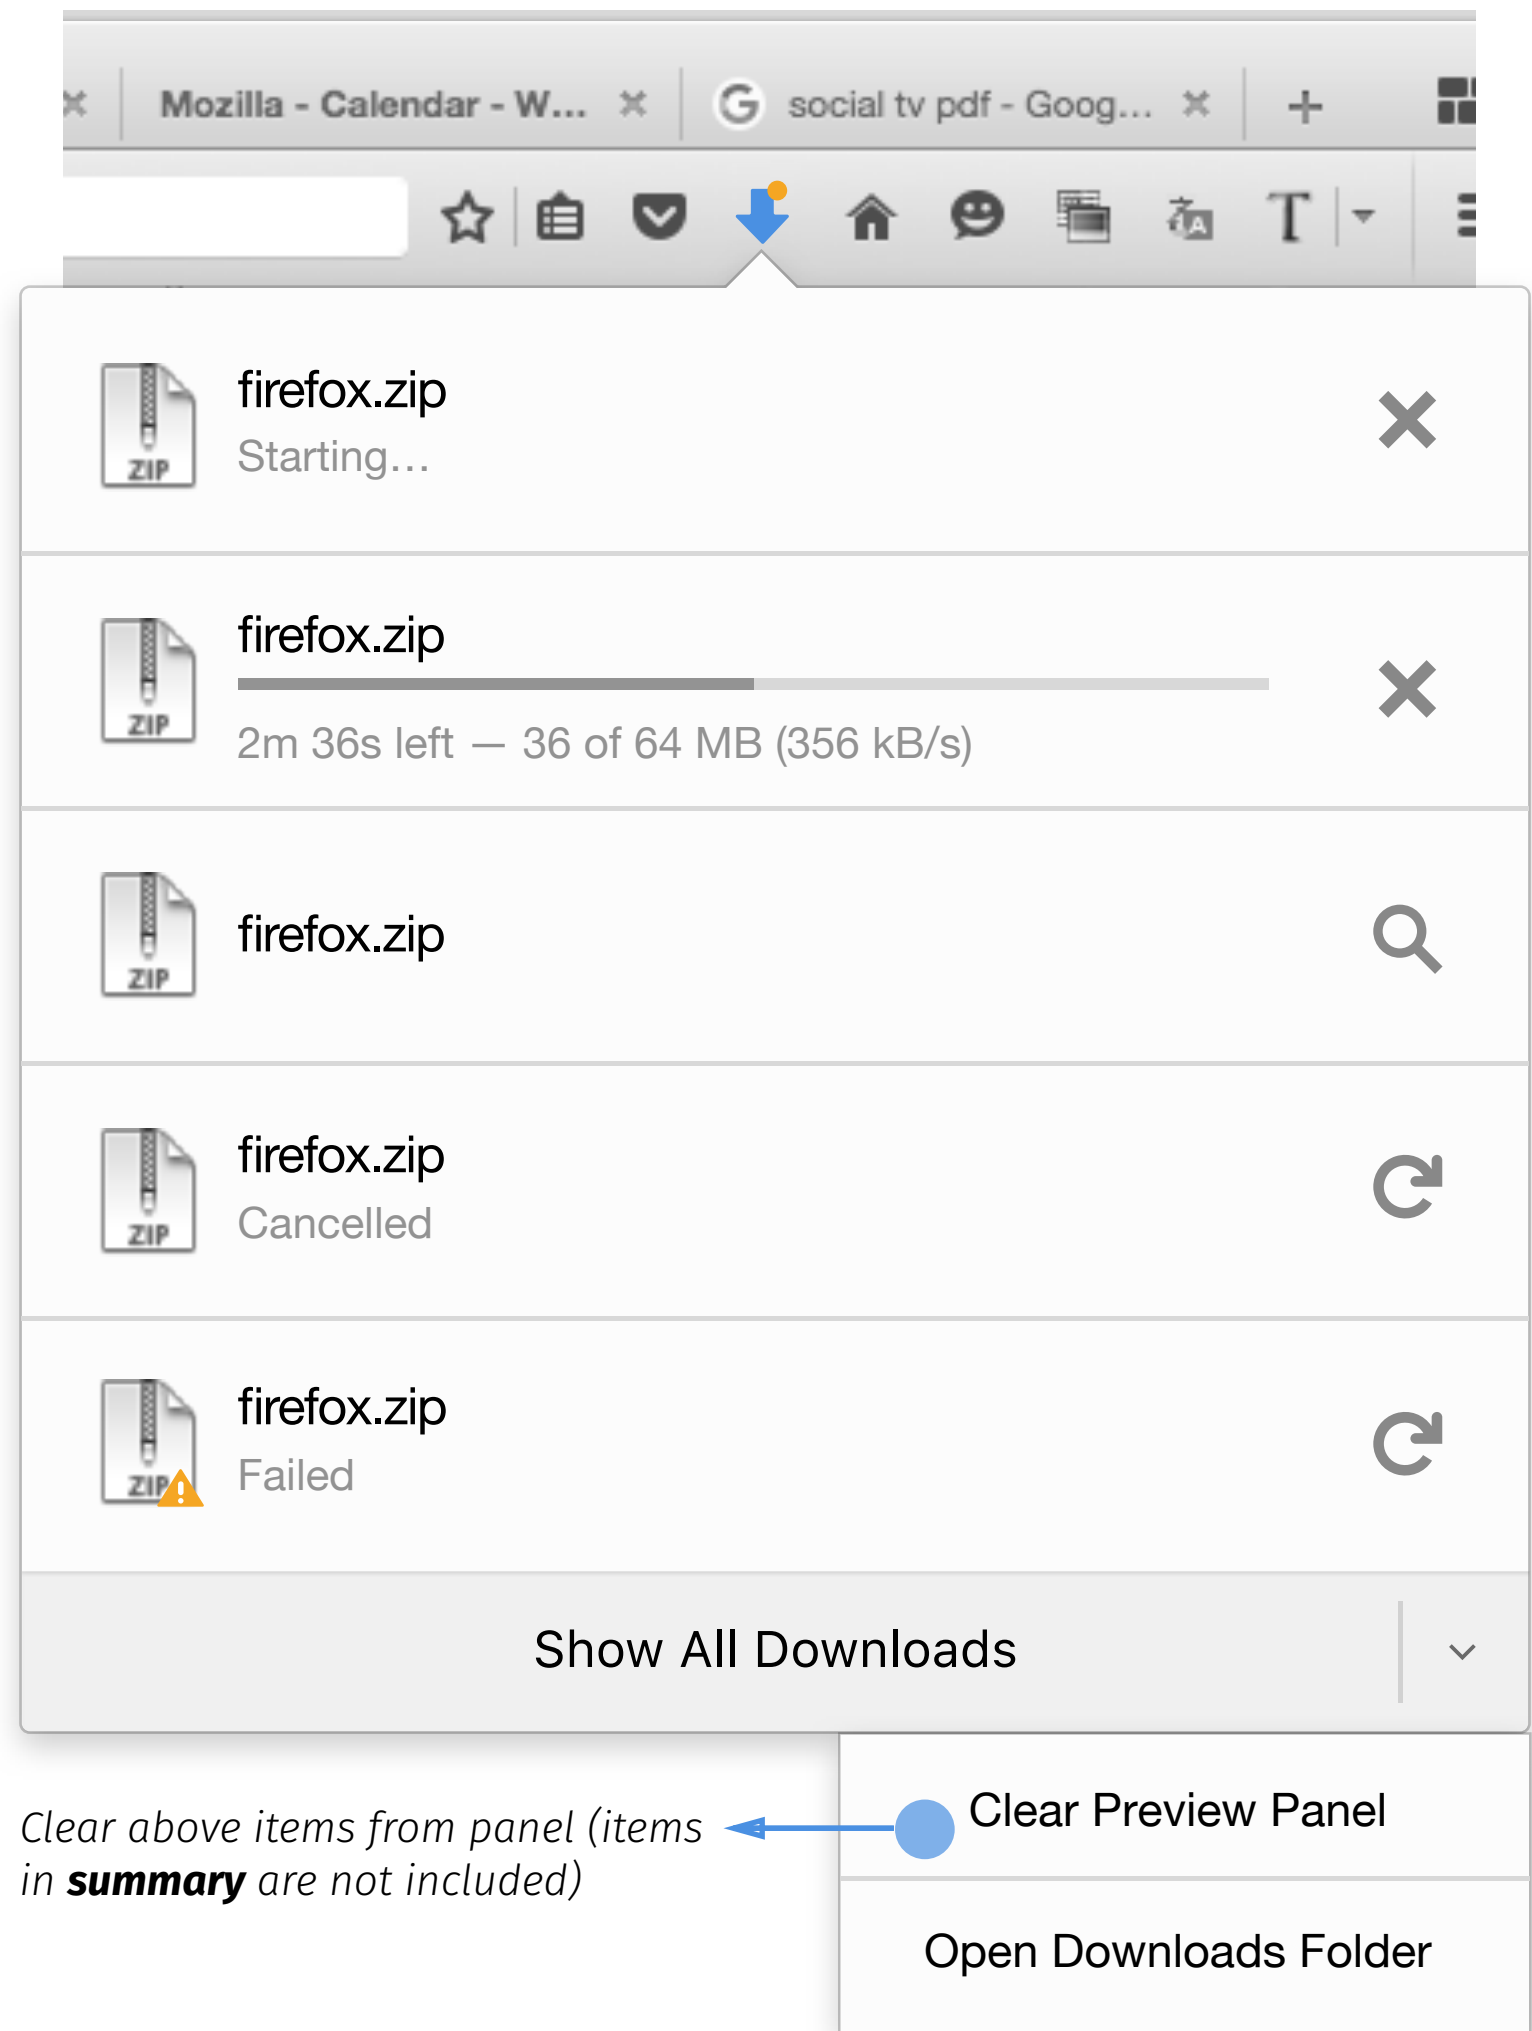 Mozilla - Calendar - W...
G social tv pdf - Goog...
T
firefox.zip
Starting...
ZIP
firefox.zip
2m 36s left — 36 of 64 MB (356 kB/s)
ZIP
firefox.zip
ZIP
firefox.zip
Cancelled
ZIP
firefox.zip
Failed
ZIP
Show All Downloads
Clear Preview Panel
Clear above items from panel (items
in summary are not included)
Open Downloads Folder